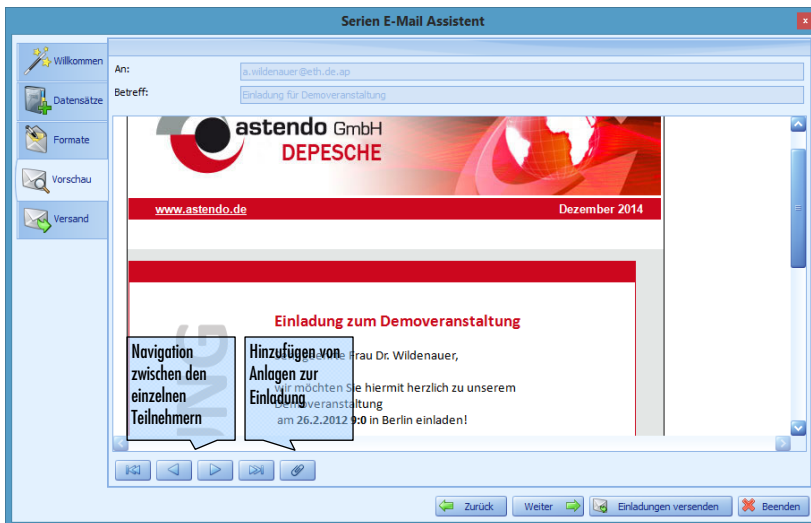 Serien E-Mail Assistent
x
Willkommen
Datensätze
Formate
Vorschau
Versand
An:
a.wildenauer@eth.de.ap
Betreff:
Einladung für Demoveranstaltung
astendo GmbH
DEPESCHE
www.astendo.de
Dezember 2014
Einladung zum Demoveranstaltung
Frau Dr. Wildenauer,
wir möchten Sie hiermit herzlich zu unserem
Demoveranstaltung
am 26.2.2012 9:0 in Berlin einladen!
UNG
Navigation
zwischen den
einzelnen
Teilnehmern
Hinzufügen von
Anlagen zur
Einladung
Zurück
Weiter
Einladungen versenden
Beenden